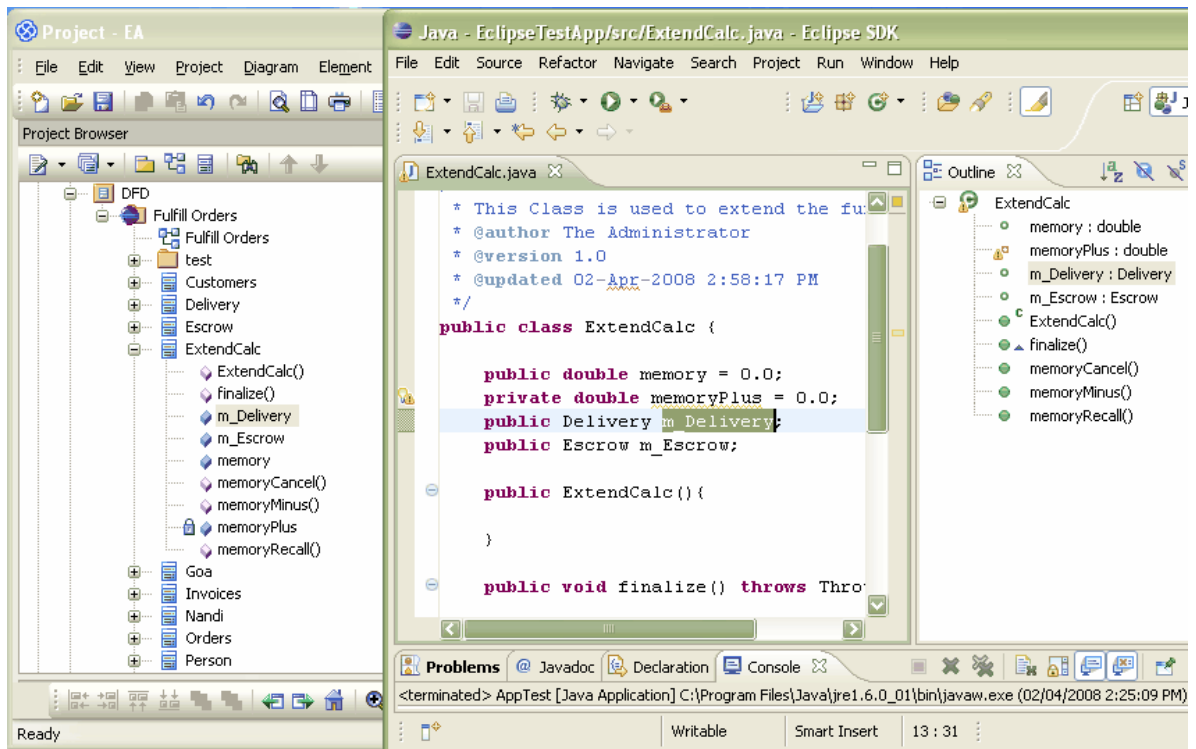 Project - EA
File Edit View Project Diagram Element
Project Browser
DFD
Fulfill Orders
Fulfill Orders
test
Customers
Delivery
Escrow
ExtendCalc
ExtendCalc()
finalize()
m_Delivery
m_Escrow
memory
memoryCancel()
memoryMinus()
memoryPlus
memoryRecall()
Goa
Invoices
Nandi
Orders
Person
Ready
Java - EclipseTestApp/src/ExtendCalc.java - Eclipse SDK
File Edit Source Refactor Navigate Search Project Run Window Help
ExtendCalc.java
* This Class is used to extend the fu
* @author The Administrator
* @version 1.0
* @updated 02-Apr-2008 2:58:17 PM
*/
public class ExtendCalc {
public double memory = 0.0;
private double memoryPlus = 0.0;
public Delivery m_Delivery;
public Escrow m_Escrow;
public ExtendCalc(){
}
public void finalize() throws Thro
Outline
ExtendCalc
memory : double
memoryPlus : double
m_Delivery : Delivery
m_Escrow : Escrow
ExtendCalc()
finalize()
memoryCancel()
memoryMinus()
memoryRecall()
Problems @ Javadoc Declaration Console
<terminated> AppTest [Java Application] C:\Program Files\Java\jre1.6.0_01\bin\javaw.exe (02/04/2008 2:25:09 PM)
Writable Smart Insert 13 : 31